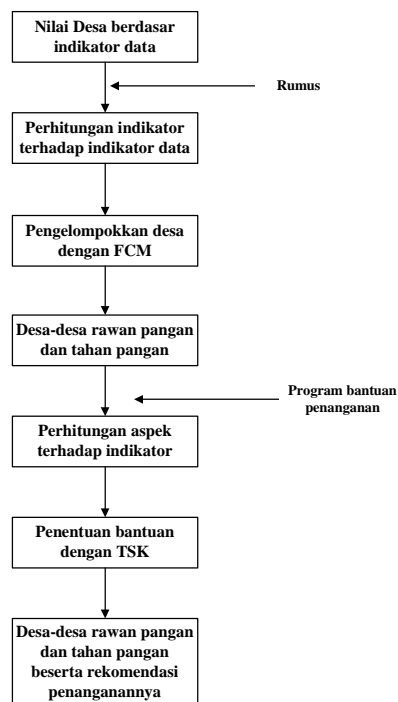 Nilai Desa berdasar
indikator data
Rumus
Perhitungan indikator
terhadap indikator data
Pengelompokkan desa
dengan FCM
Desa-desa rawan pangan
dan tahan pangan
Program bantuan
penanganan
Perhitungan aspek
terhadap indikator
Penentuan bantuan
dengan TSK
Desa-desa rawan pangan
dan tahan pangan
beserta rekomendasi
penanganannya